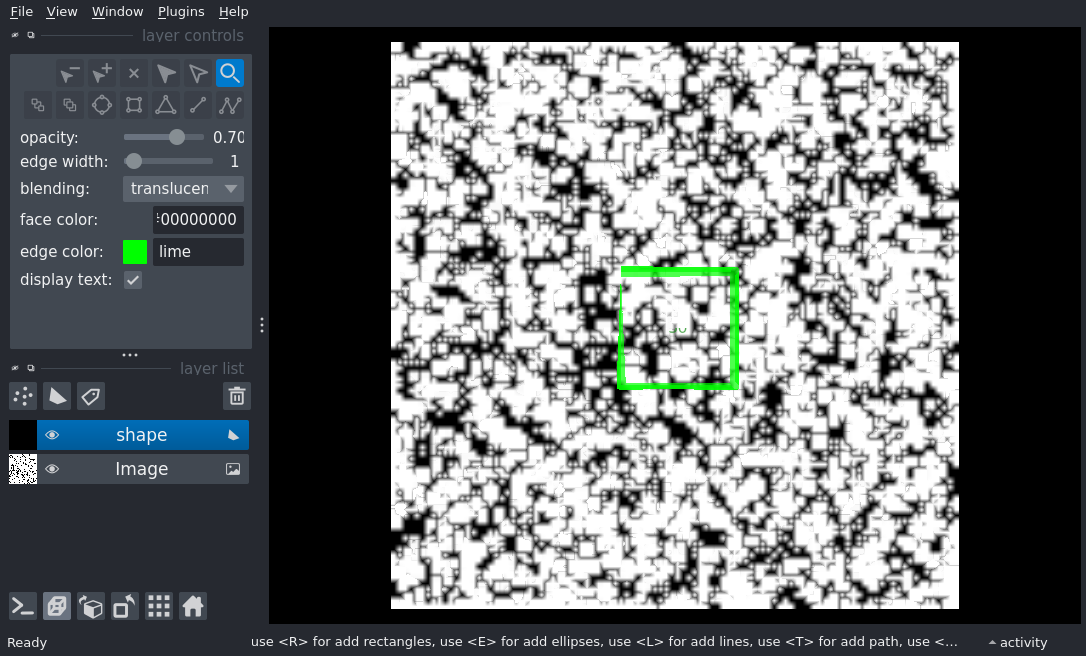 File View Window Plugins Help
layer controls
opacity: 0.70
edge width: 1
blending: translucen
face color: 00000000
edge color: lime
display text:
layer list
shape
Image
Ready
use <R> for add rectangles, use <E> for add ellipses, use <L> for add lines, use <T> for add path, use <...
activity